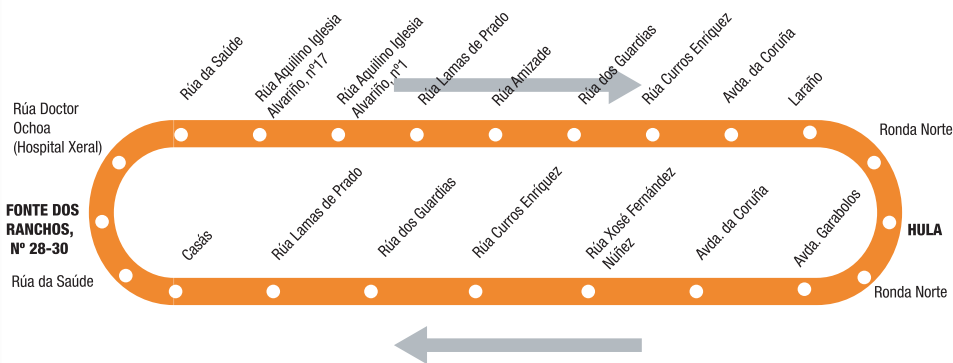 Rúa da Saúde
Rúa Aquilino Iglesia
Alvariño, nº17
Rúa Aquilino Iglesia
Alvariño, nº1
Rúa Lamas de Prado
Rúa Amizade
Rúa dos Guardias
Rúa Curros Enríquez
Avda. da Coruña
Laraño
Rúa Doctor
Ochoa
(Hospital Xeral)
Ronda Norte
FONTE DOS
RANCHOS,
Nº 28-30
HULA
Rúa da Saúde
Casás
Rúa Lamas de Prado
Rúa dos Guardias
Rúa Curros Enríquez
Rúa Xosé Fernández
Núñez
Avda. da Coruña
Avda. Garabolos
Ronda Norte